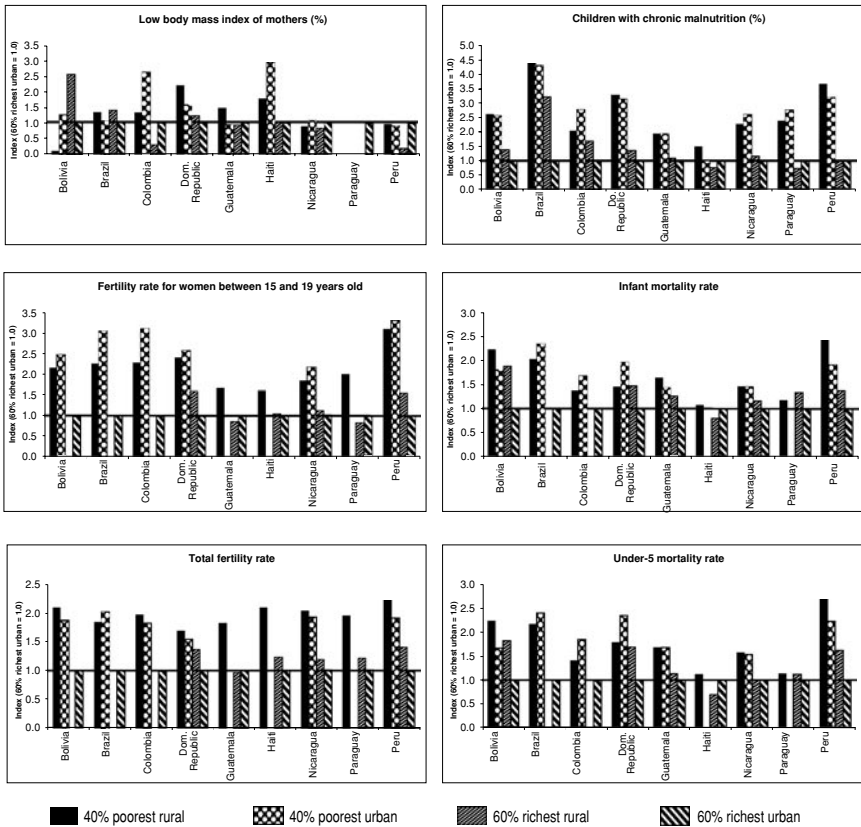 Low body mass index of mothers (%)
Index (60% richest urban = 1.0)
3.5
3.0
2.5
2.0
1.5
1.0
0.5
0.0
Bolivia
Brazil
Colombia
Dom. Republic
Guatemala
Haiti
Nicaragua
Paraguay
Peru
Children with chronic malnutrition (%)
Index (60% richest urban = 1.0)
5.0
4.5
4.0
3.5
3.0
2.5
2.0
1.5
1.0
0.5
0.0
Bolivia
Brazil
Colombia
Do. Republic
Guatemala
Haiti
Nicaragua
Paraguay
Peru
Fertility rate for women between 15 and 19 years old
Index (60% richest urban = 1.0)
3.5
3.0
2.5
2.0
1.5
1.0
0.5
0.0
Bolivia
Brazil
Colombia
Dom. Republic
Guatemala
Haiti
Nicaragua
Paraguay
Peru
Infant mortality rate
Index (60% richest urban = 1.0)
3.0
2.5
2.0
1.5
1.0
0.5
0.0
Bolivia
Brazil
Colombia
Dom. Republic
Guatemala
Haiti
Nicaragua
Paraguay
Peru
Total fertility rate
Index (60% richest urban = 1.0)
2.5
2.0
1.5
1.0
0.5
0.0
Bolivia
Brazil
Colombia
Dom. Republic
Guatemala
Haiti
Nicaragua
Paraguay
Peru
Under-5 mortality rate
Index (60% richest urban = 1.0)
3.0
2.5
2.0
1.5
1.0
0.5
0.0
Bolivia
Brazil
Colombia
Dom. Republic
Guatemala
Haiti
Nicaragua
Paraguay
Peru
40% poorest rural
40% poorest urban
60% richest rural
60% richest urban